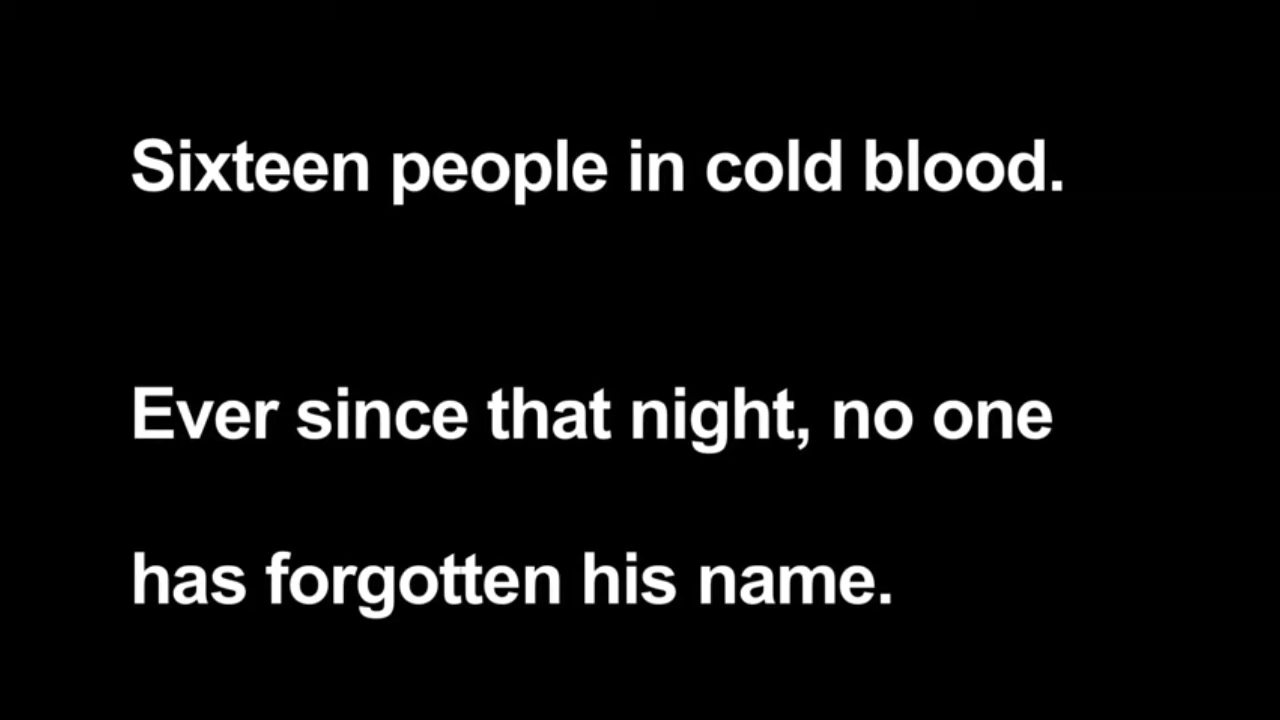 Sixteen people in cold blood.
Ever since that night, no one
has forgotten his name.